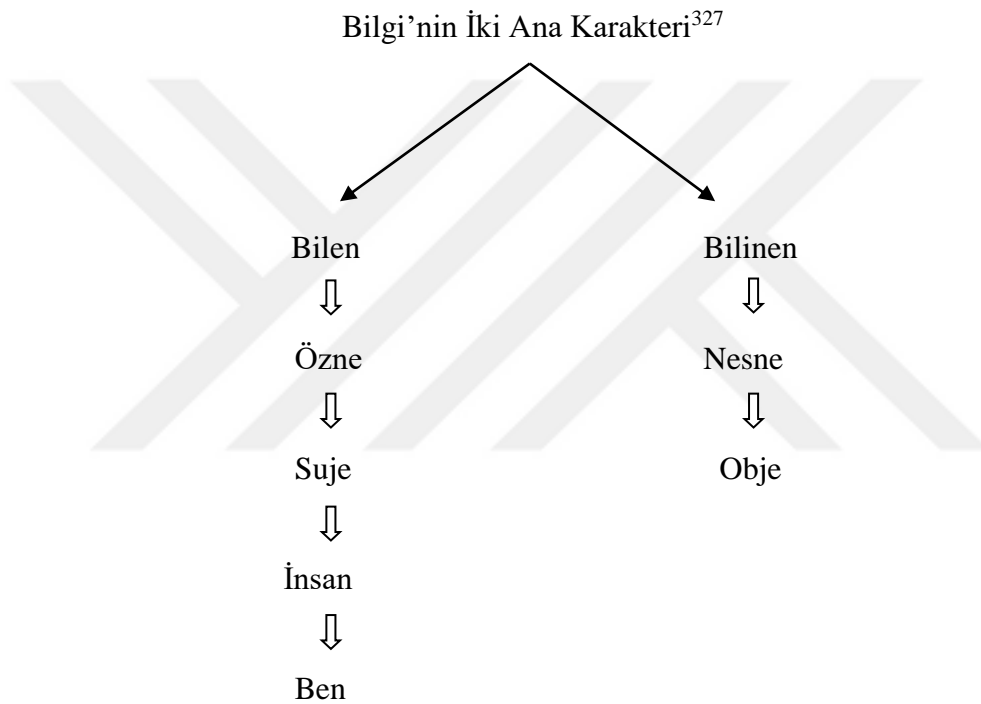 Bilgi’nin İki Ana Karakteri³²⁷
Bilen Bilinen
Özne Nesne
Suje Obje
İnsan
Ben